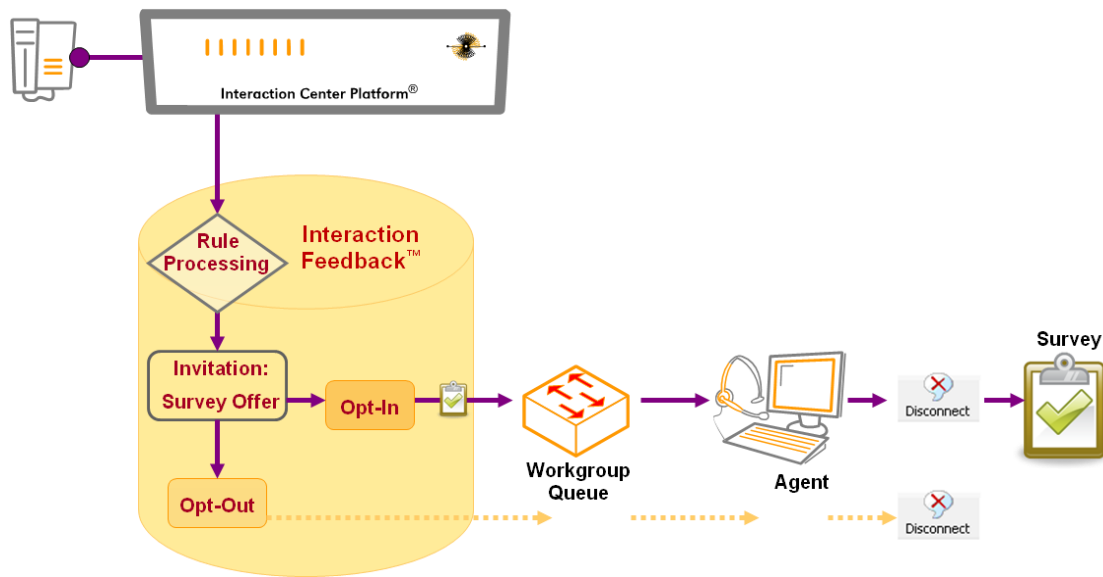 Interaction Center Platform®
Rule
Processing
Interaction
Feedback™
Invitation:
Survey Offer
Opt-In
Opt-Out
Workgroup
Queue
Agent
Disconnect
Survey
Disconnect